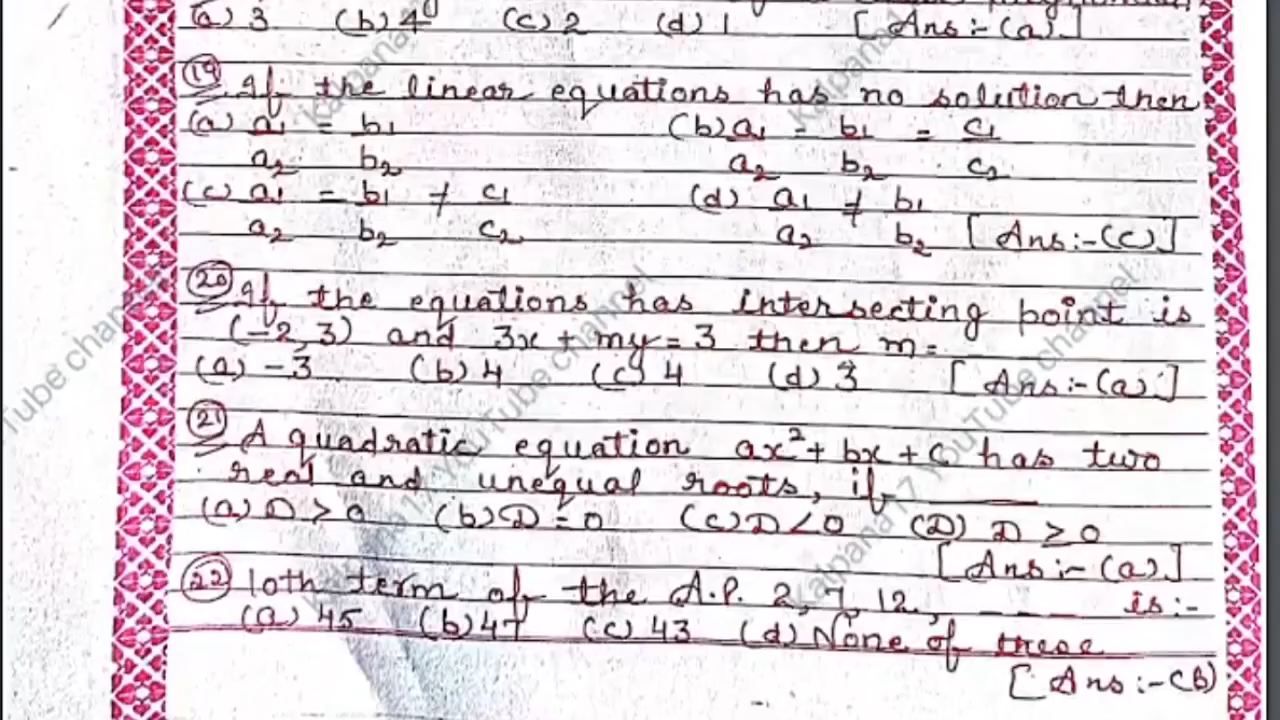 (a) 3 (b) 4 (c) 2 (d) 1 [Ans:-(a)]
(19) If the linear equations has no solution then
(a) a₁ = b₁ (b) a₁ = b₁ = c₁
a₂ b₂ a₂ b₂ c₂
(c) a₁ = b₁ ≠ c₁ (d) a₁ ≠ b₁
a₂ b₂ c₂ a₂ b₂ [Ans:-(c)]
(20) If the equations has intersecting point is
(-2,3) and 3x + my = 3 then m =
(a) -3 (b) 4 (c) 4 (d) 3 [Ans:-(a)]
(21) A quadratic equation ax² + bx + c has two
real and unequal roots, if ____
(a) D > 0 (b) D = 0 (c) D < 0 (D) D ≥ 0
[Ans:-(a)]
(22) 10th term of the A.P. 2, 7, 12, _ _ _ is:-
(a) 45 (b) 47 (c) 43 (d) None of these
[Ans:-(b)